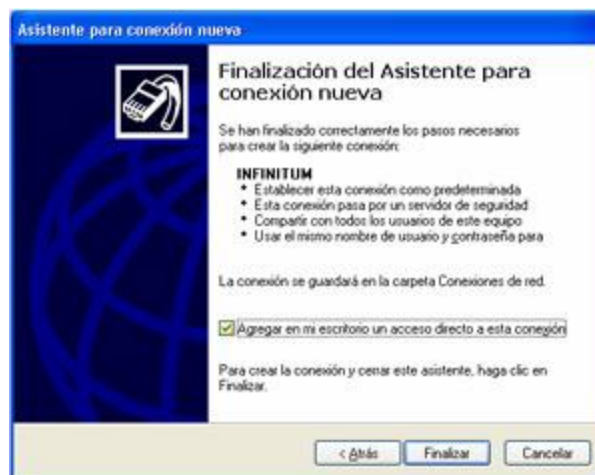 Asistente para conexión nueva
Finalización del Asistente para
conexión nueva
Se han finalizado correctamente los pasos necesarios
para crear la siguiente conexión:
INFINITUM
* Establecer esta conexión como predeterminada
* Esta conexión pasa por un servidor de seguridad
* Compartir con todos los usuarios de este equipo
* Usar el mismo nombre de usuario y contraseña para
La conexión se guardará en la carpeta Conexiones de red.
Agregar en mi escritorio un acceso directo a esta conexión
Para crear la conexión y cerrar este asistente, haga clic en
Finalizar.
< Atrás
Finalizar
Cancelar